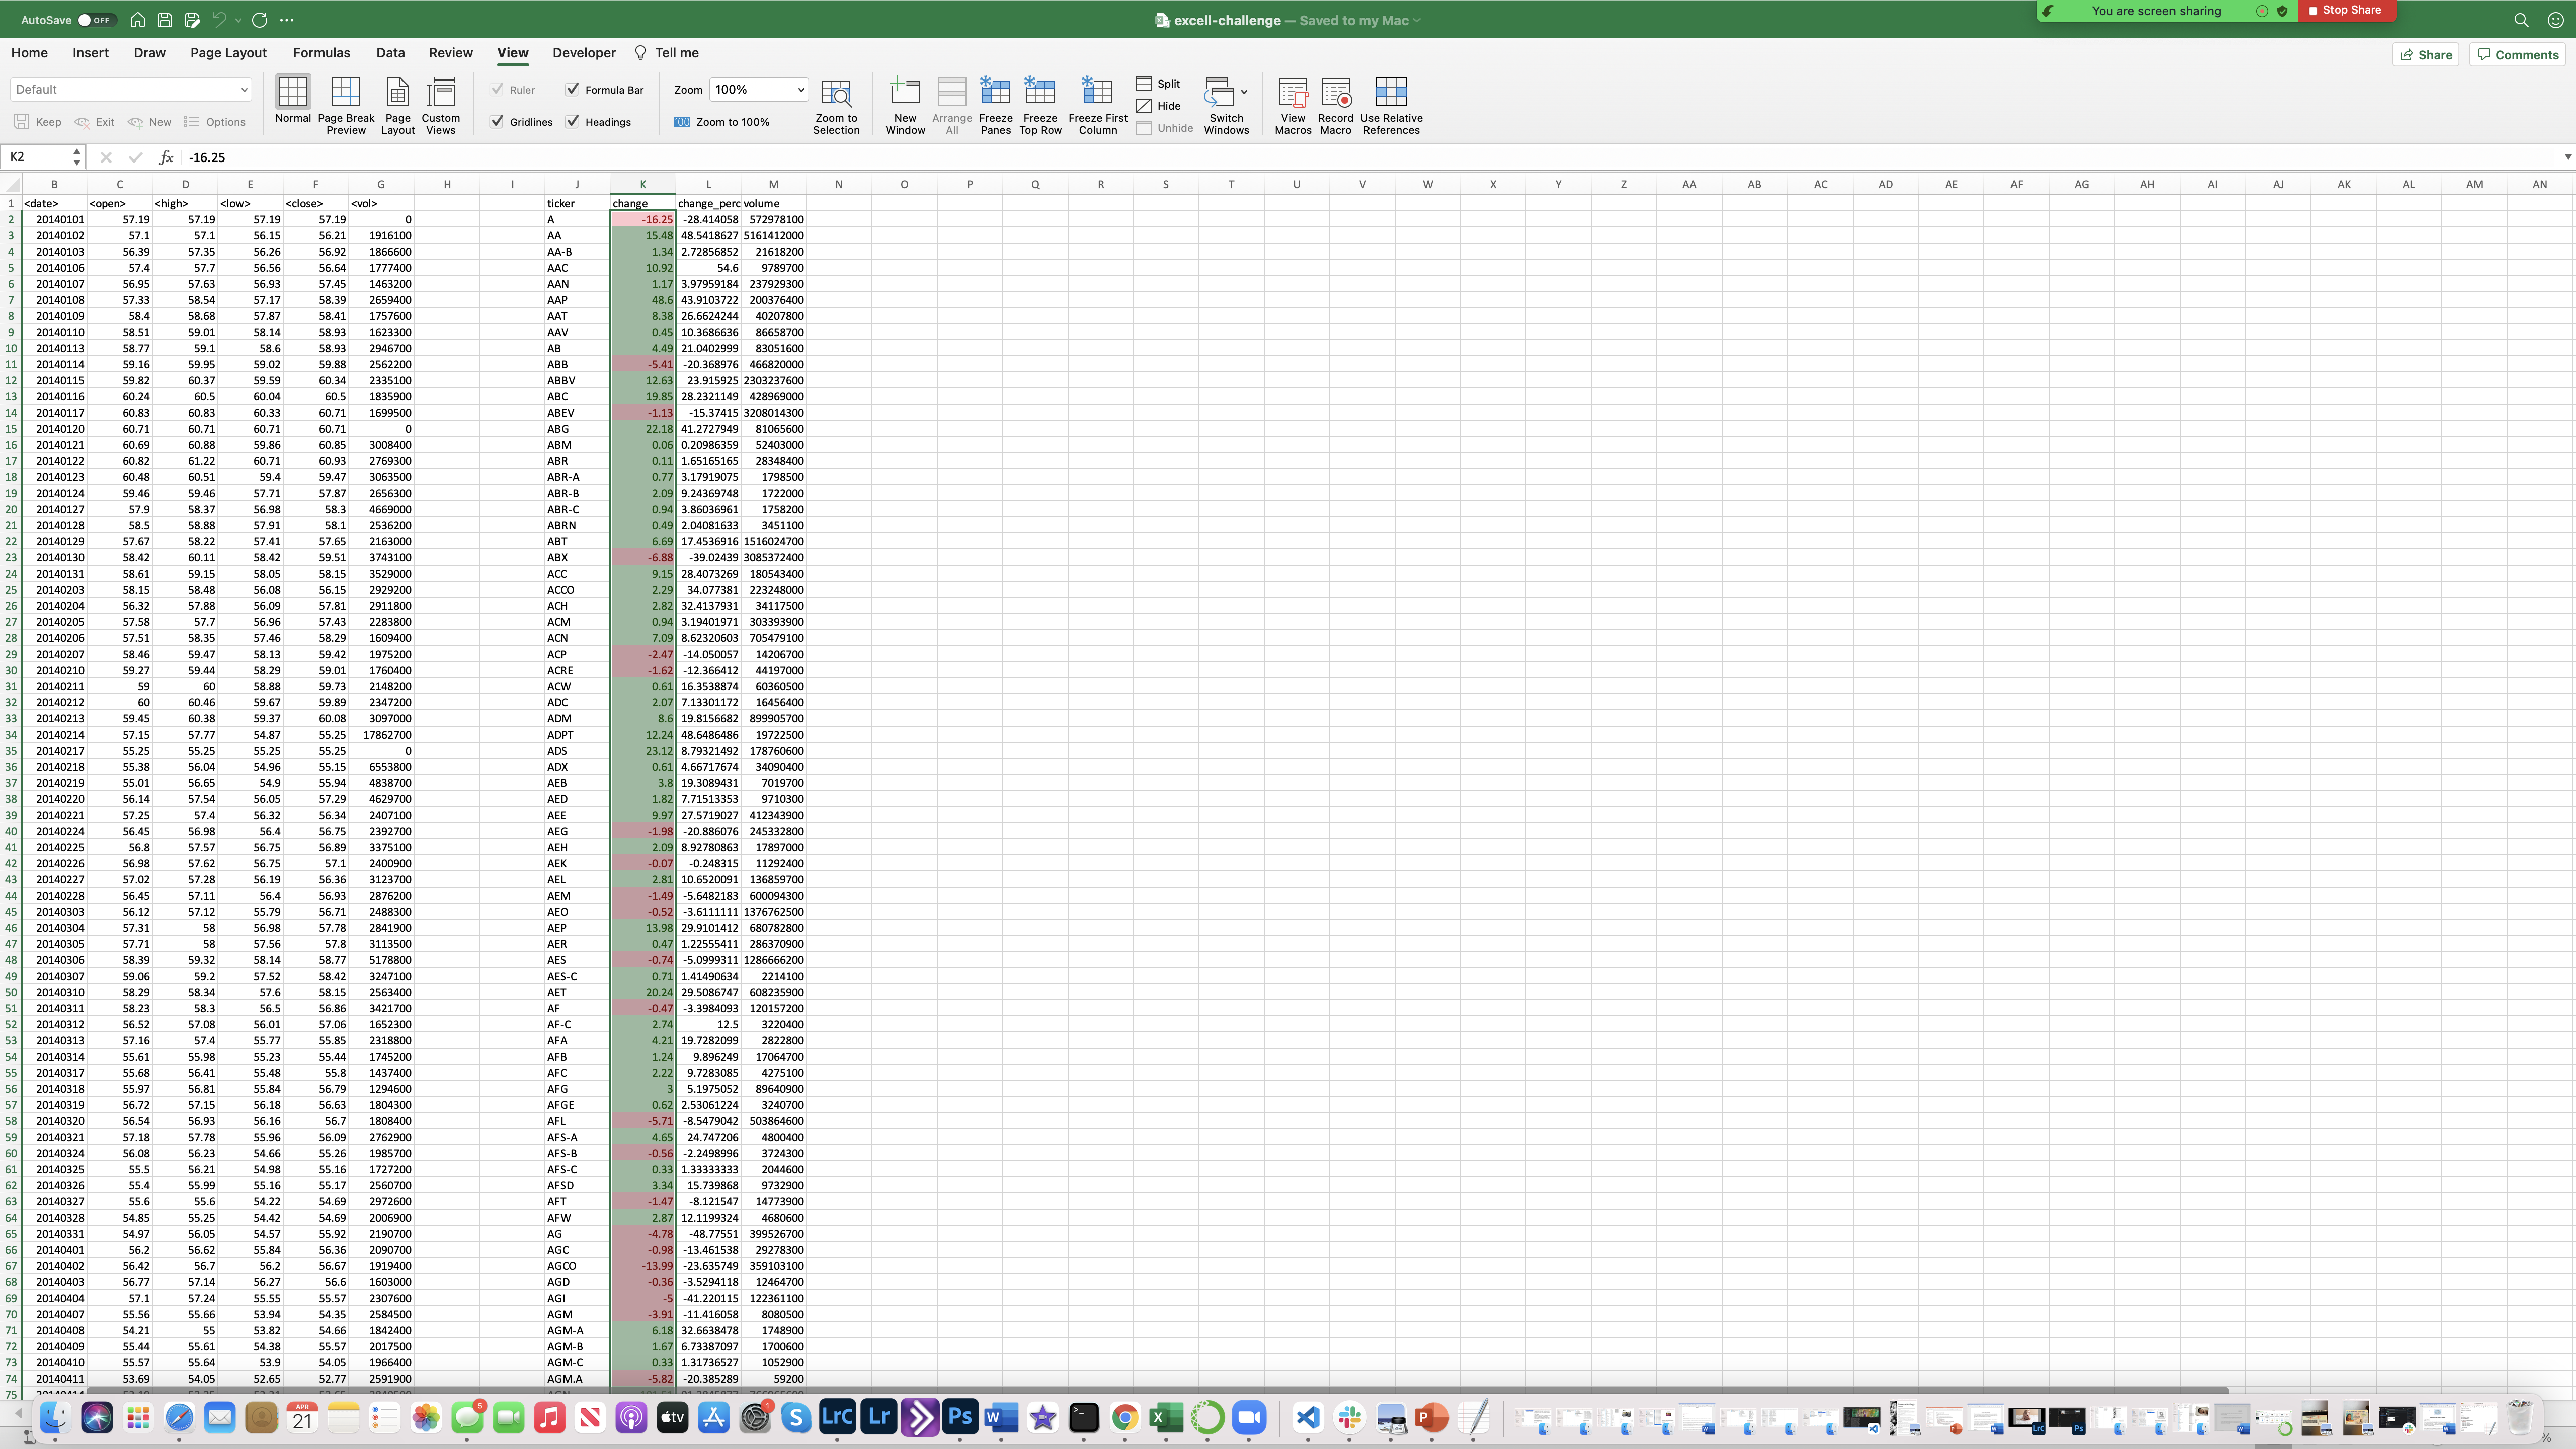 AutoSave OFF excell-challenge — Saved to my Mac You are screen sharing Stop Share
Home Insert Draw Page Layout Formulas Data Review View Developer Tell me Share Comments
Default Keep Exit New Options
Normal Page Break Preview Page Layout Custom Views
Ruler Formula Bar Gridlines Headings
Zoom 100% Zoom to 100% Zoom to Selection
New Window Arrange All Freeze Panes Freeze Top Row Freeze First Column Split Hide Unhide Switch Windows
View Macros Record Macro Use Relative References
K2 fx -16.25
B C D E F G H I J K L M N O P Q R S T U V W X Y Z AA AB AC AD AE AF AG AH AI AJ AK AL AM AN
1 <date> <open> <high> <low> <close> <vol> ticker change change_perc volume
2 20140101 57.19 57.19 57.19 57.19 0 A -16.25 -28.414058 572978100
3 20140102 57.1 57.1 56.15 56.21 1916100 AA 15.48 48.5418627 5161412000
4 20140103 56.39 57.35 56.26 56.92 1866600 AA-B 1.34 2.72856852 21618200
5 20140106 57.4 57.7 56.56 56.64 1777400 AAC 10.92 54.6 9789700
6 20140107 56.95 57.63 56.93 57.45 1463200 AAN 1.17 3.97959184 237929300
7 20140108 57.33 58.54 57.17 58.39 2659400 AAP 48.6 43.9103722 200376400
8 20140109 58.4 58.68 57.87 58.41 1757600 AAT 8.38 26.6624244 40207800
9 20140110 58.51 59.01 58.14 58.93 1623300 AAV 0.45 10.3686636 86658700
10 20140113 58.77 59.1 58.6 58.93 2946700 AB 4.49 21.0402999 83051600
11 20140114 59.16 59.95 59.02 59.88 2562200 ABB -5.41 -20.368976 466820000
12 20140115 59.82 60.37 59.59 60.34 2335100 ABBV 12.63 23.915925 2303237600
13 20140116 60.24 60.5 60.04 60.5 1835900 ABC 19.85 28.2321149 428969000
14 20140117 60.83 60.83 60.33 60.71 1699500 ABEV -1.13 -15.37415 3208014300
15 20140120 60.71 60.71 60.71 60.71 0 ABG 22.18 41.2727949 81065600
16 20140121 60.69 60.88 59.86 60.85 3008400 ABM 0.06 0.20986359 52403000
17 20140122 60.82 61.22 60.71 60.93 2769300 ABR 0.11 1.65165165 28348400
18 20140123 60.48 60.51 59.4 59.47 3063500 ABR-A 0.77 3.17919075 1798500
19 20140124 59.46 59.46 57.71 57.87 2656300 ABR-B 2.09 9.24369748 1722000
20 20140127 57.9 58.37 56.98 58.3 4669000 ABR-C 0.94 3.86036961 1758200
21 20140128 58.5 58.88 57.91 58.1 2536200 ABRN 0.49 2.04081633 3451100
22 20140129 57.67 58.22 57.41 57.65 2163000 ABT 6.69 17.4536916 1516024700
23 20140130 58.42 60.11 58.42 59.51 3743100 ABX -6.88 -39.02439 3085372400
24 20140131 58.61 59.15 58.05 58.15 3529000 ACC 9.15 28.4073269 180543400
25 20140203 58.15 58.48 56.08 56.15 2929200 ACCO 2.29 34.077381 223248000
26 20140204 56.32 57.88 56.09 57.81 2911800 ACH 2.82 32.4137931 34117500
27 20140205 57.58 57.7 56.96 57.43 2283800 ACM 0.94 3.19401971 303393900
28 20140206 57.51 58.35 57.46 58.29 1609400 ACN 7.09 8.62320603 705479100
29 20140207 58.46 59.47 58.13 59.42 1975200 ACP -2.47 -14.050057 14206700
30 20140210 59.27 59.44 58.29 59.01 1760400 ACRE -1.62 -12.366412 44197000
31 20140211 59 60 58.88 59.73 2148200 ACW 0.61 16.3538874 60360500
32 20140212 60 60.46 59.67 59.89 2347200 ADC 2.07 7.13301172 16456400
33 20140213 59.45 60.38 59.37 60.08 3097000 ADM 8.6 19.8156682 899905700
34 20140214 57.15 57.77 54.87 55.25 17862700 ADPT 12.24 48.6486486 19722500
35 20140217 55.25 55.25 55.25 55.25 0 ADS 23.12 8.79321492 178760600
36 20140218 55.38 56.04 54.96 55.15 6553800 ADX 0.61 4.66717674 34090400
37 20140219 55.01 56.65 54.9 55.94 4838700 AEB 3.8 19.3089431 7019700
38 20140220 56.14 57.54 56.05 57.29 4629700 AED 1.82 7.71513353 9710300
39 20140221 57.25 57.4 56.32 56.34 2407100 AEE 9.97 27.5719027 412343900
40 20140224 56.45 56.98 56.4 56.75 2392700 AEG -1.98 -20.886076 245332800
41 20140225 56.8 57.57 56.75 56.89 3375100 AEH 2.09 8.92780863 17897000
42 20140226 56.98 57.62 56.75 57.1 2400900 AEK -0.07 -0.248315 11292400
43 20140227 57.02 57.28 56.19 56.36 3123700 AEL 2.81 10.6520091 136859700
44 20140228 56.45 57.11 56.4 56.93 2876200 AEM -1.49 -5.6482183 600094300
45 20140303 56.12 57.12 55.79 56.71 2488300 AEO -0.52 -3.6111111 1376762500
46 20140304 57.31 58 56.98 57.78 2841900 AEP 13.98 29.9101412 680782800
47 20140305 57.71 58 57.56 57.8 3113500 AER 0.47 1.22555411 286370900
48 20140306 58.39 59.32 58.14 58.77 5178800 AES -0.74 -5.0999311 1286666200
49 20140307 59.06 59.2 57.52 58.42 3247100 AES-C 0.71 1.41490634 2214100
50 20140310 58.29 58.34 57.6 58.15 2563400 AET 20.24 29.5086747 608235900
51 20140311 58.23 58.3 56.5 56.86 3421700 AF -0.47 -3.3984093 120157200
52 20140312 56.52 57.08 56.01 57.06 1652300 AF-C 2.74 12.5 3220400
53 20140313 57.16 57.4 55.77 55.85 2318800 AFA 4.21 19.7282099 2822800
54 20140314 55.61 55.98 55.23 55.44 1745200 AFB 1.24 9.896249 17064700
55 20140317 55.68 56.41 55.48 55.8 1437400 AFC 2.22 9.7283085 4275100
56 20140318 55.97 56.81 55.84 56.79 1294600 AFG 3 5.1975052 89640900
57 20140319 56.72 57.15 56.18 56.63 1804300 AFGE 0.62 2.53061224 3240700
58 20140320 56.54 56.93 56.16 56.7 1808400 AFL -5.71 -8.5479042 503864600
59 20140321 57.18 57.78 55.96 56.09 2762900 AFS-A 4.65 24.747206 4800400
60 20140324 56.08 56.23 54.66 55.26 1985700 AFS-B -0.56 -2.2498996 3724300
61 20140325 55.5 56.21 54.98 55.16 1727200 AFS-C 0.33 1.33333333 2044600
62 20140326 55.4 55.99 55.16 55.17 2560700 AFSD 3.34 15.739868 9732900
63 20140327 55.6 55.6 54.22 54.69 2972600 AFT -1.47 -8.121547 14773900
64 20140328 54.85 55.25 54.42 54.69 2006900 AFW 2.87 12.1199324 4680600
65 20140331 54.97 56.05 54.57 55.92 2190700 AG -4.78 -48.77551 399526700
66 20140401 56.2 56.62 55.84 56.36 2090700 AGC -0.98 -13.461538 29278300
67 20140402 56.42 56.7 56.2 56.67 1919400 AGCO -13.99 -23.635749 359103100
68 20140403 56.77 57.14 56.27 56.6 1603000 AGD -0.36 -3.5294118 12464700
69 20140404 57.1 57.24 55.55 55.57 2307600 AGI -5 -41.220115 122361100
70 20140407 55.56 55.66 53.94 54.35 2584500 AGM -3.91 -11.416058 8080500
71 20140408 54.21 55 53.82 54.66 1842400 AGM-A 6.18 32.6638478 1748900
72 20140409 55.44 55.61 54.38 55.57 2017500 AGM-B 1.67 6.73387097 1700600
73 20140410 55.57 55.64 53.9 54.05 1966400 AGM-C 0.33 1.31736527 1052900
74 20140411 53.69 54.05 52.65 52.77 2591900 AGM.A -5.82 -20.385289 59200
75
APR 21 5 tv 1 LrC Lr Ps W X P